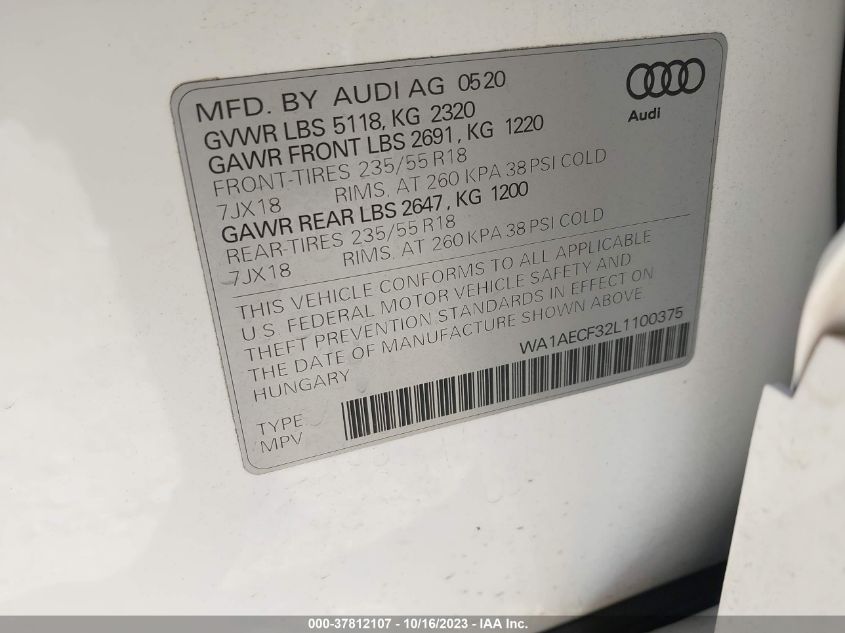 MFD. BY AUDI AG 0520
GVWR LBS 5118, KG 2320
GAWR FRONT LBS 2691, KG 1220
FRONT-TIRES 235/55 R18
7JX18 RIMS, AT 260 KPA 38 PSI COLD
GAWR REAR LBS 2647, KG 1200
REAR-TIRES 235/55 R18
7JX18 RIMS, AT 260 KPA 38 PSI COLD
Audi
THIS VEHICLE CONFORMS TO ALL APPLICABLE
U.S. FEDERAL MOTOR VEHICLE SAFETY AND
THEFT PREVENTION STANDARDS IN EFFECT ON
THE DATE OF MANUFACTURE SHOWN ABOVE
HUNGARY
WA1AECF32L1100375
TYPE
MPV
000-37812107 - 10/16/2023 - IAA Inc.